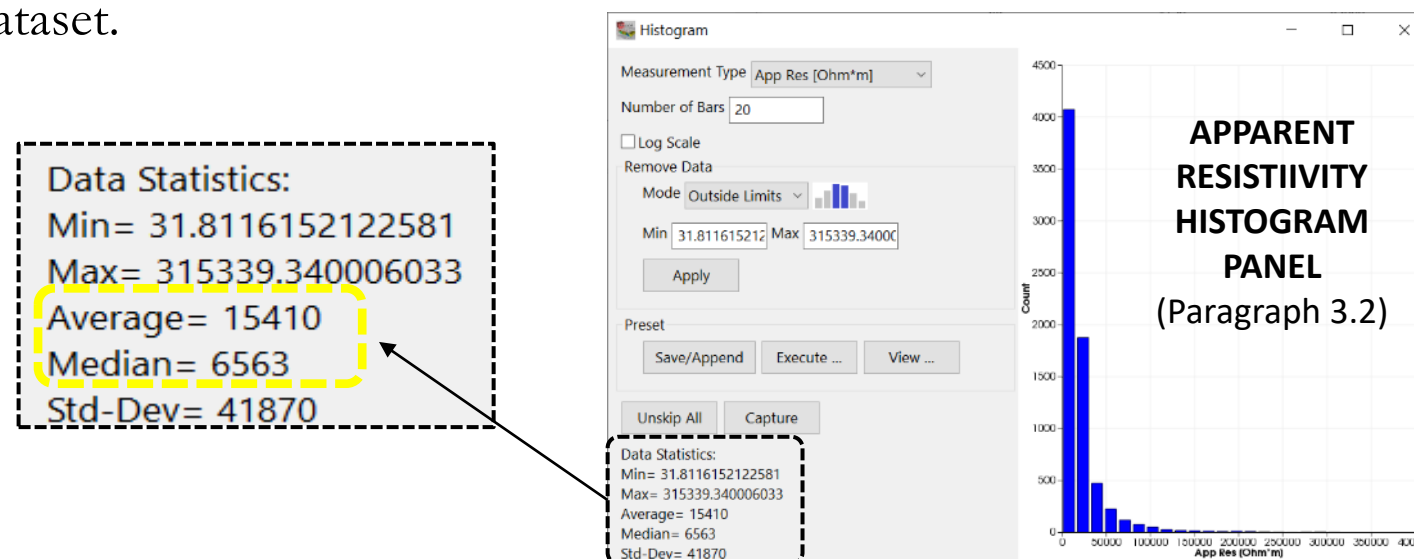 ataset.
Data Statistics:
Min= 31.8116152122581
Max= 315339.340006033
Average= 15410
Median= 6563
Std-Dev= 41870
Histogram
Measurement Type App Res [Ohm*m]
Number of Bars 20
Log Scale
Remove Data
Mode Outside Limits
Min 31.811615212 Max 315339.3400
Apply
Preset
Save/Append Execute ... View ...
Unskip All Capture
Data Statistics:
Min= 31.8116152122581
Max= 315339.340006033
Average= 15410
Median= 6563
Std-Dev= 41870
APPARENT
RESISTIIVITY
HISTOGRAM
PANEL
(Paragraph 3.2)
4500
4000
3500
3000
2500
2000
1500
1000
500
0
Count
0 50000 100000 150000 200000 250000 300000 350000 400
App Res (Ohm*m)